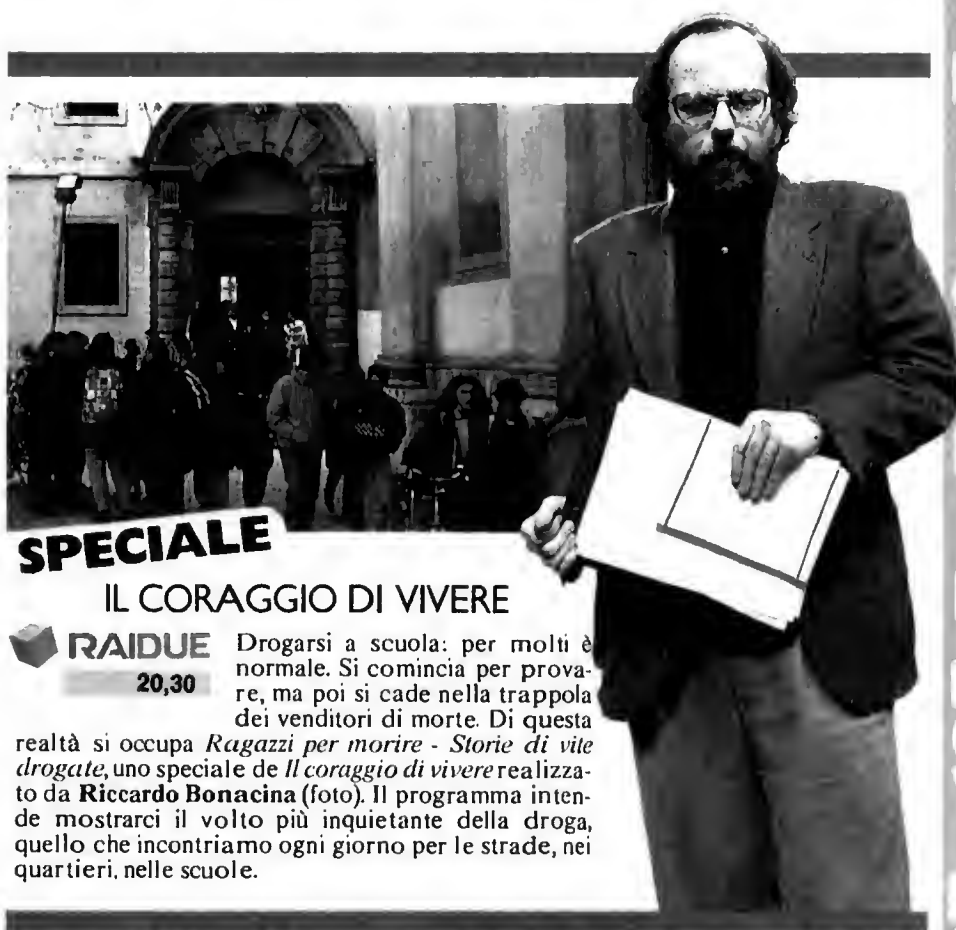 SPECIALE
IL CORAGGIO DI VIVERE
RAIDUE
20,30
Drogarsi a scuola: per molti è
normale. Si comincia per prova-
re, ma poi si cade nella trappola
dei venditori di morte. Di questa
realtà si occupa Ragazzi per morire - Storie di vite
drogate, uno speciale de Il coraggio di vivere realizza-
to da Riccardo Bonacina (foto). Il programma inten-
de mostrarci il volto più inquietante della droga,
quello che incontriamo ogni giorno per le strade, nei
quartieri, nelle scuole.